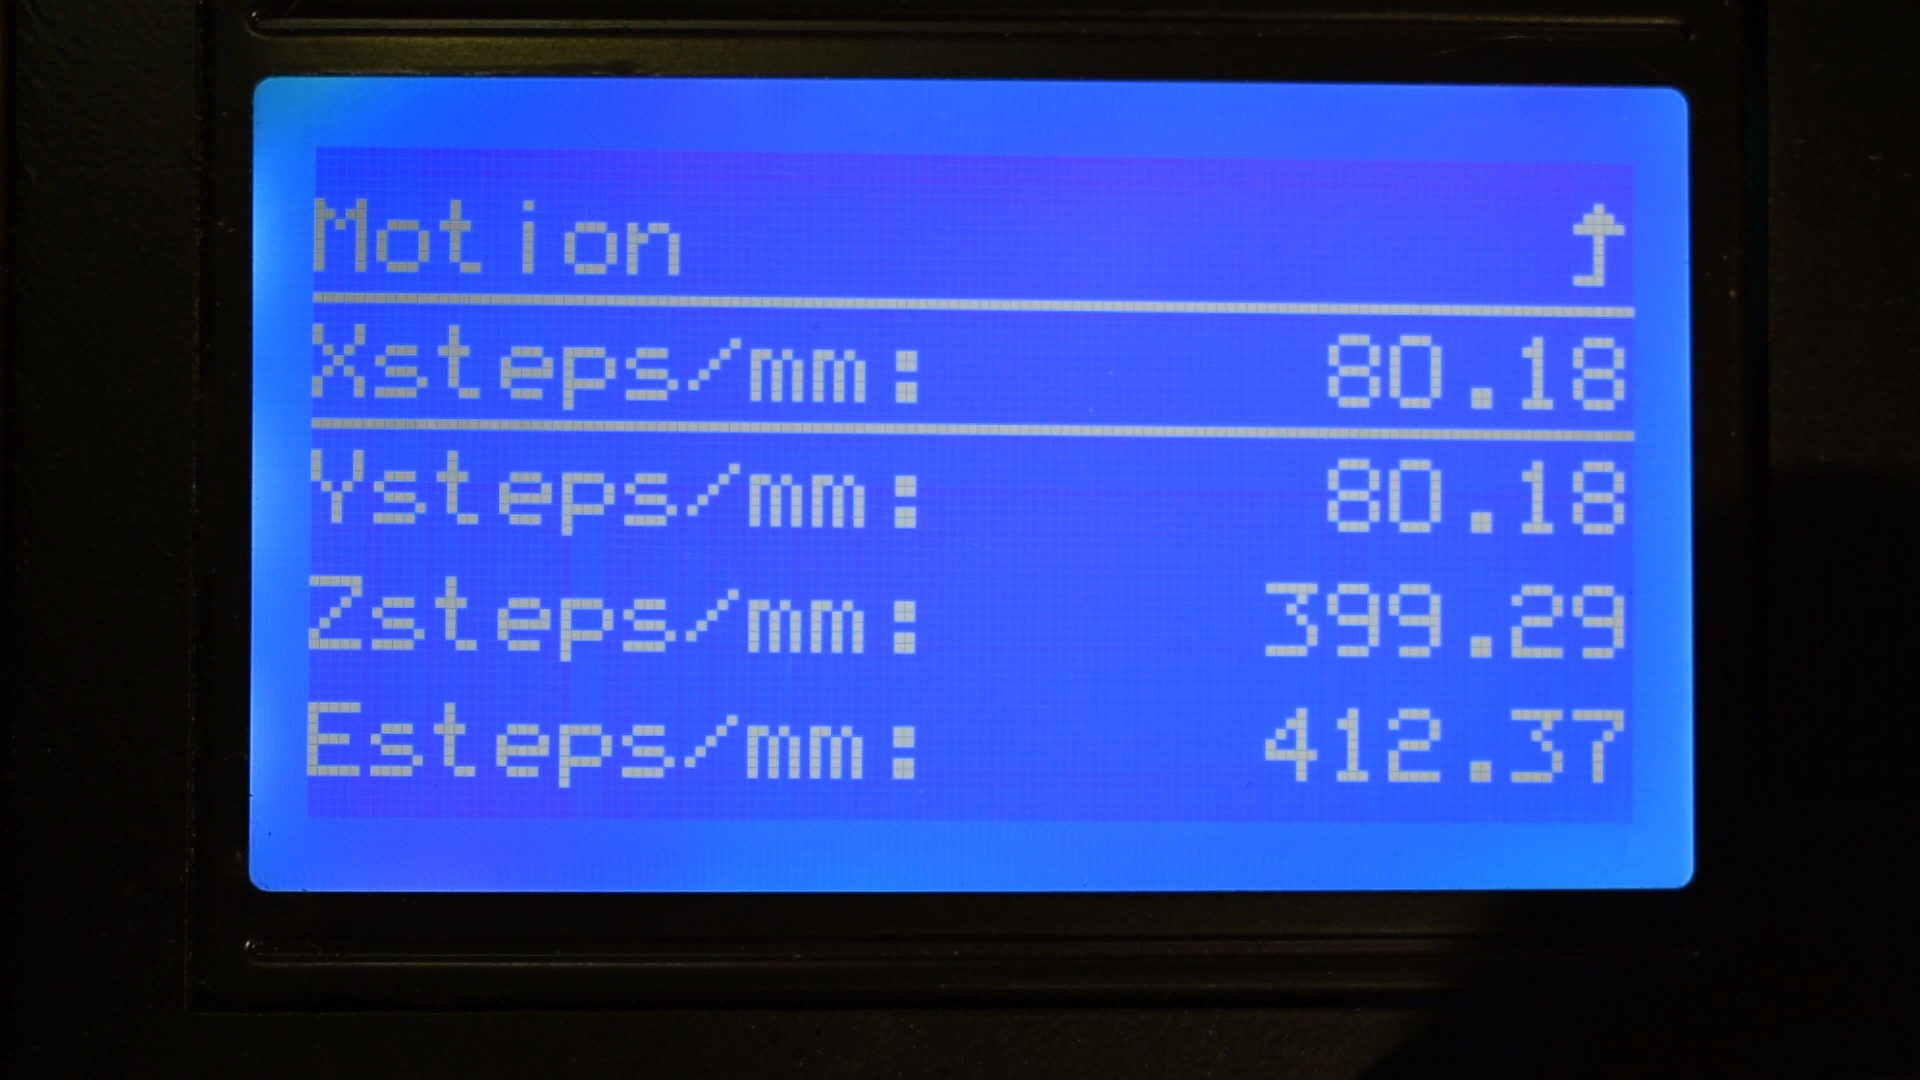 Motion ↑
Xsteps/mm: 80.18
Ysteps/mm: 80.18
Zsteps/mm: 399.29
Esteps/mm: 412.37